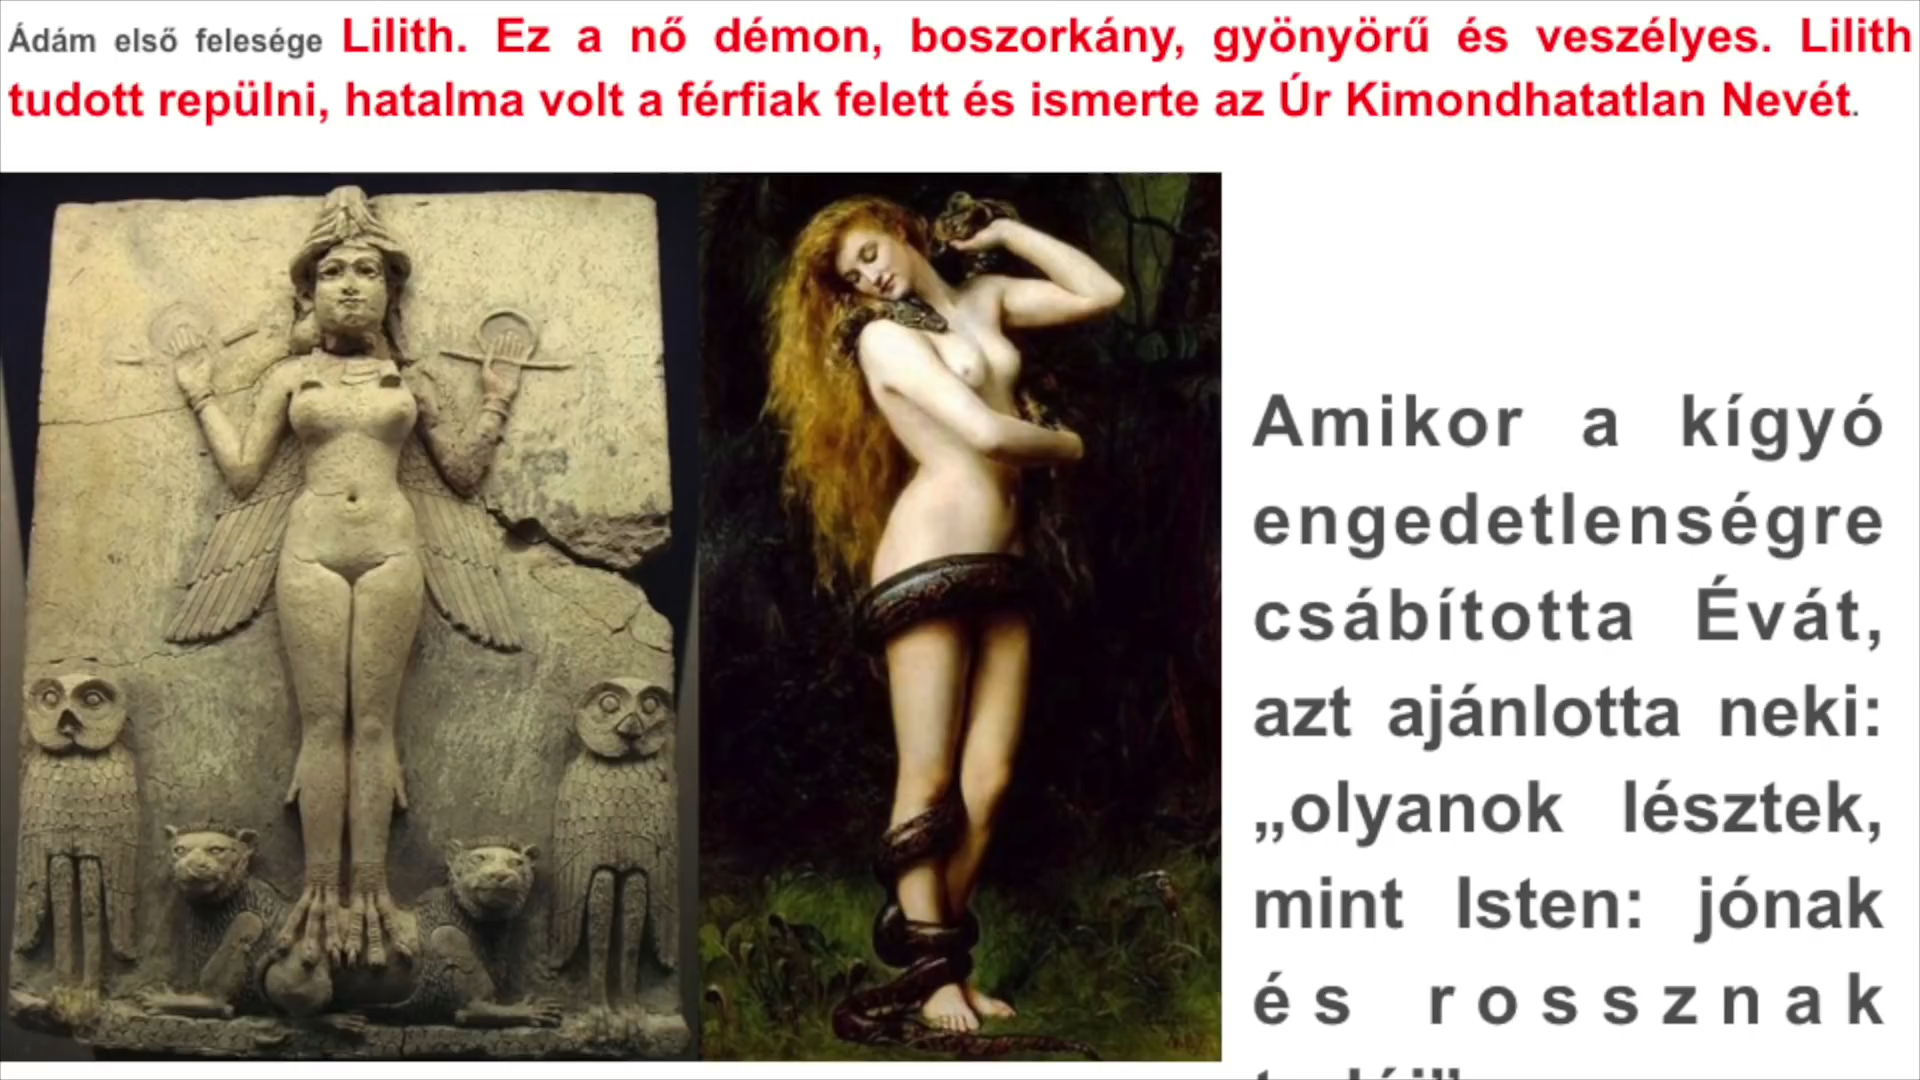 Ádám első felesége Lilith. Ez a nő démon, boszorkány, gyönyörű és veszélyes. Lilith
tudott repülni, hatalma volt a férfiak felett és ismerte az Úr Kimondhatatlan Nevét.
Amikor a kígyó
engedetlenségre
csábította Évát,
azt ajánlotta neki:
„olyanok lésztek,
mint Isten: jónak
és rossznak